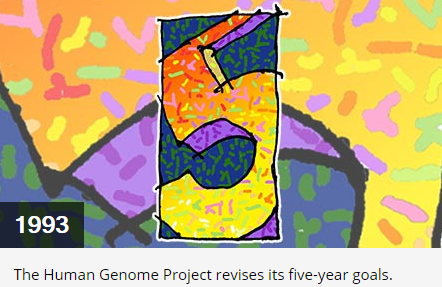 1993
The Human Genome Project revises its five-year goals.